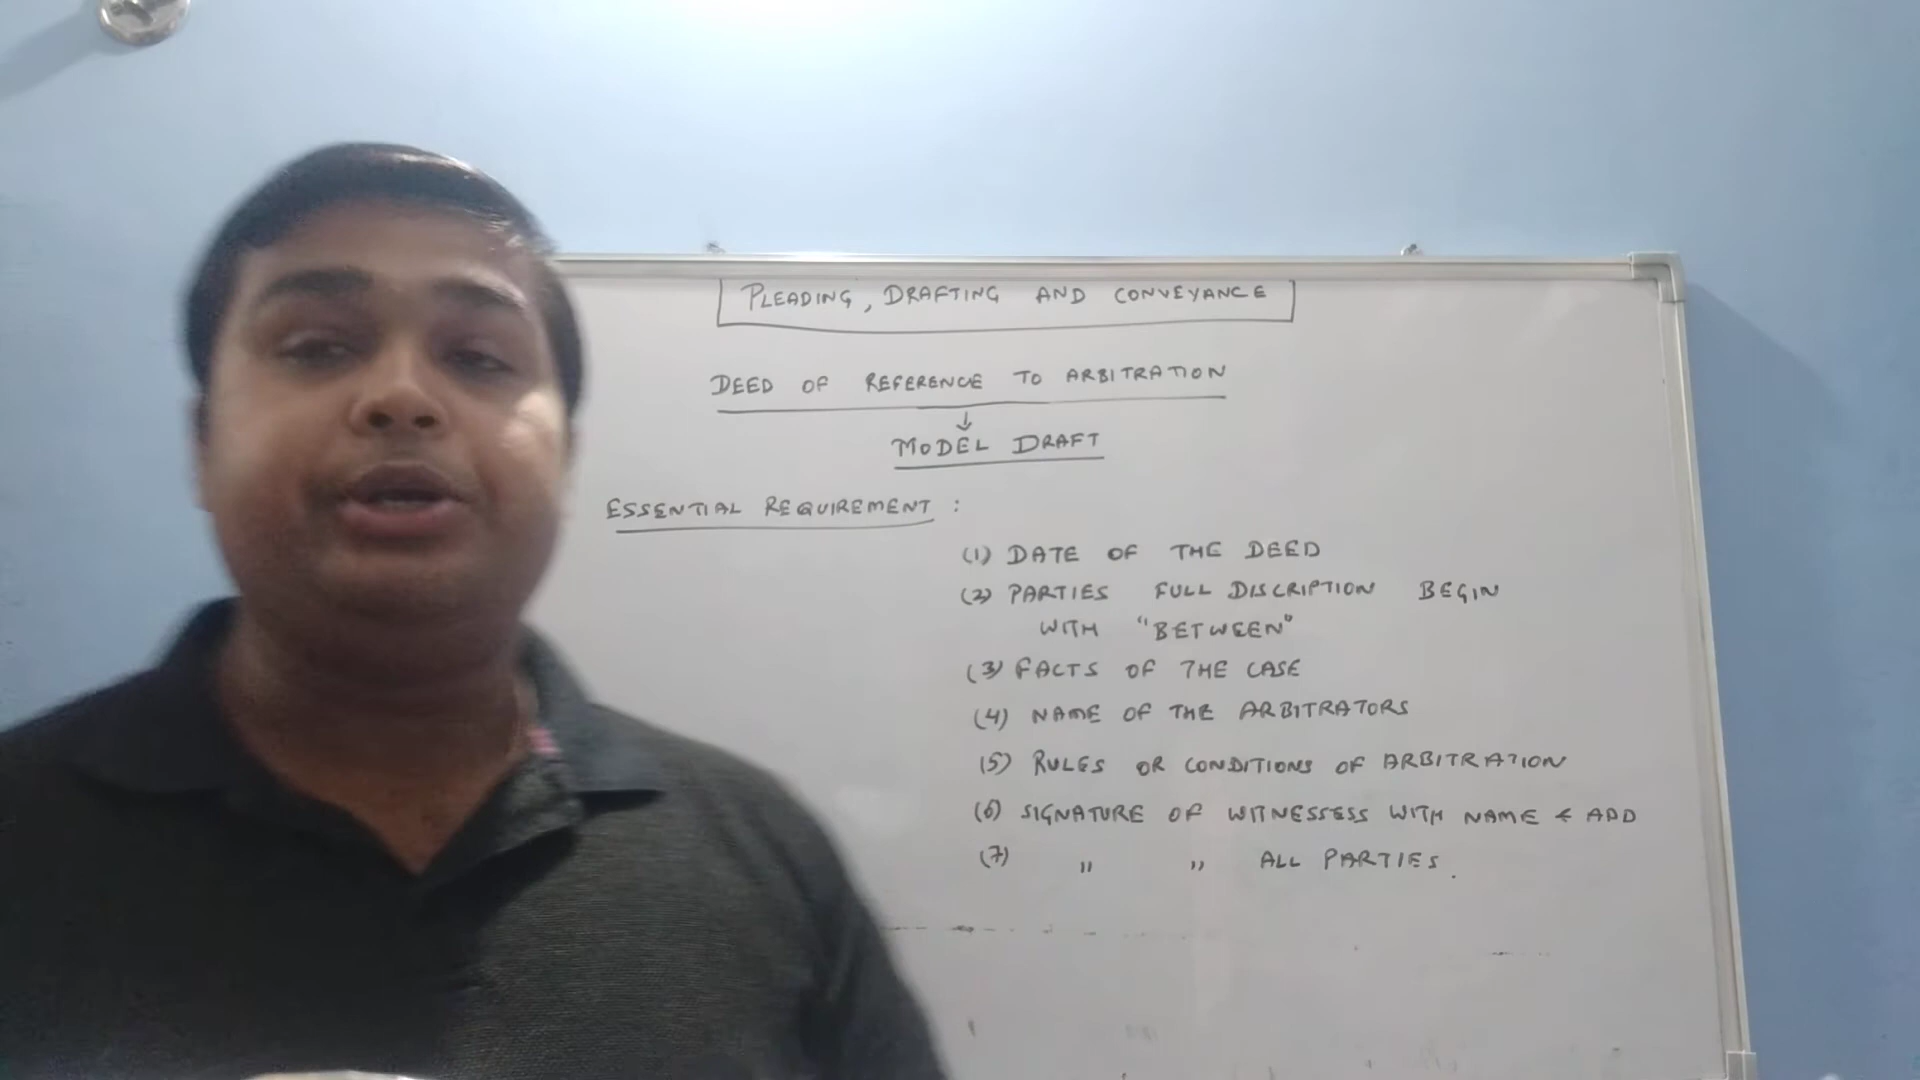 PLEADING, DRAFTING AND CONVEYANCE
DEED OF REFERENCE TO ARBITRATION
↓
MODEL DRAFT
ESSENTIAL REQUIREMENT :
(1) DATE OF THE DEED
(2) PARTIES FULL DISCRIPTION BEGIN
WITH "BETWEEN"
(3) FACTS OF THE CASE
(4) NAME OF THE ARBITRATORS
(5) RULES OR CONDITIONS OF ARBITRATION
(6) SIGNATURE OF WITNESSESS WITH NAME & ADD
(7) " " ALL PARTIES.